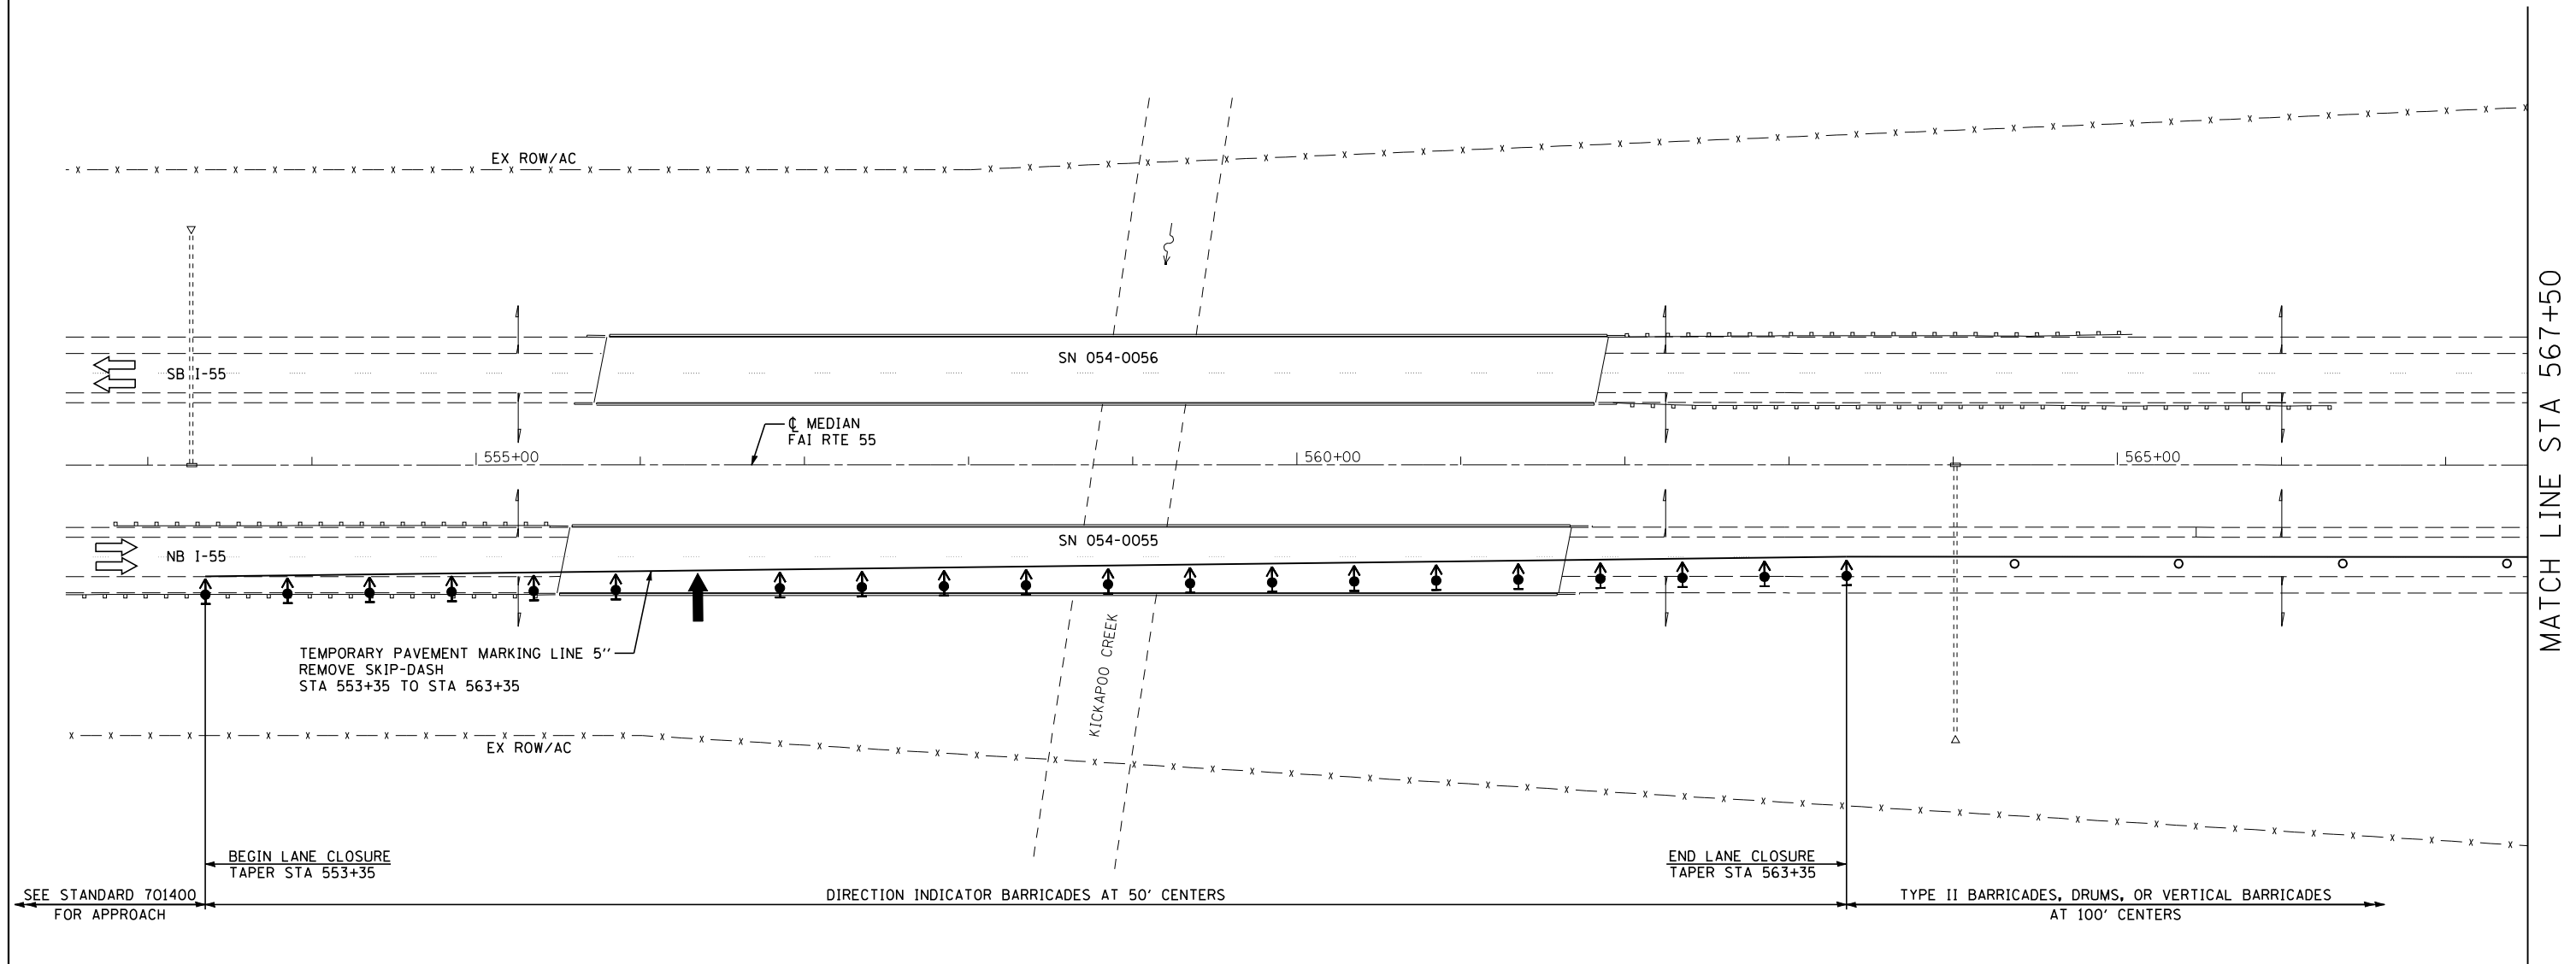 EX ROW/AC
SN 054-0056
SB I-55
℄ MEDIAN
FAI RTE 55
555+00
560+00
565+00
MATCH LINE STA 567+50
NB I-55
SN 054-0055
TEMPORARY PAVEMENT MARKING LINE 5''
REMOVE SKIP-DASH
STA 553+35 TO STA 563+35
KICKAPOO CREEK
EX ROW/AC
BEGIN LANE CLOSURE
TAPER STA 553+35
END LANE CLOSURE
TAPER STA 563+35
SEE STANDARD 701400
FOR APPROACH
DIRECTION INDICATOR BARRICADES AT 50' CENTERS
TYPE II BARRICADES, DRUMS, OR VERTICAL BARRICADES
AT 100' CENTERS